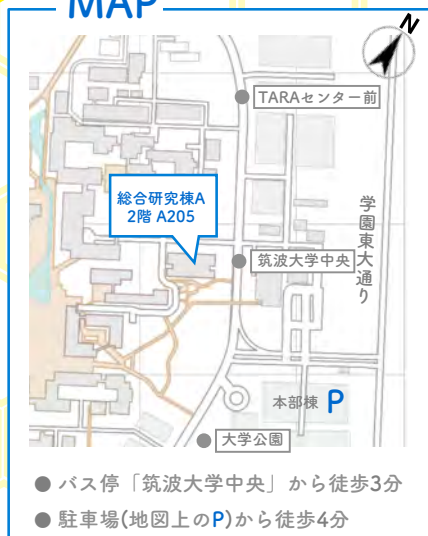 MAP
N
TARAセンター前
総合研究棟A
2階 A205
学園東大通り
筑波大学中央
本部棟 P
大学公園
● バス停「筑波大学中央」から徒歩3分
● 駐車場(地図上のP)から徒歩4分